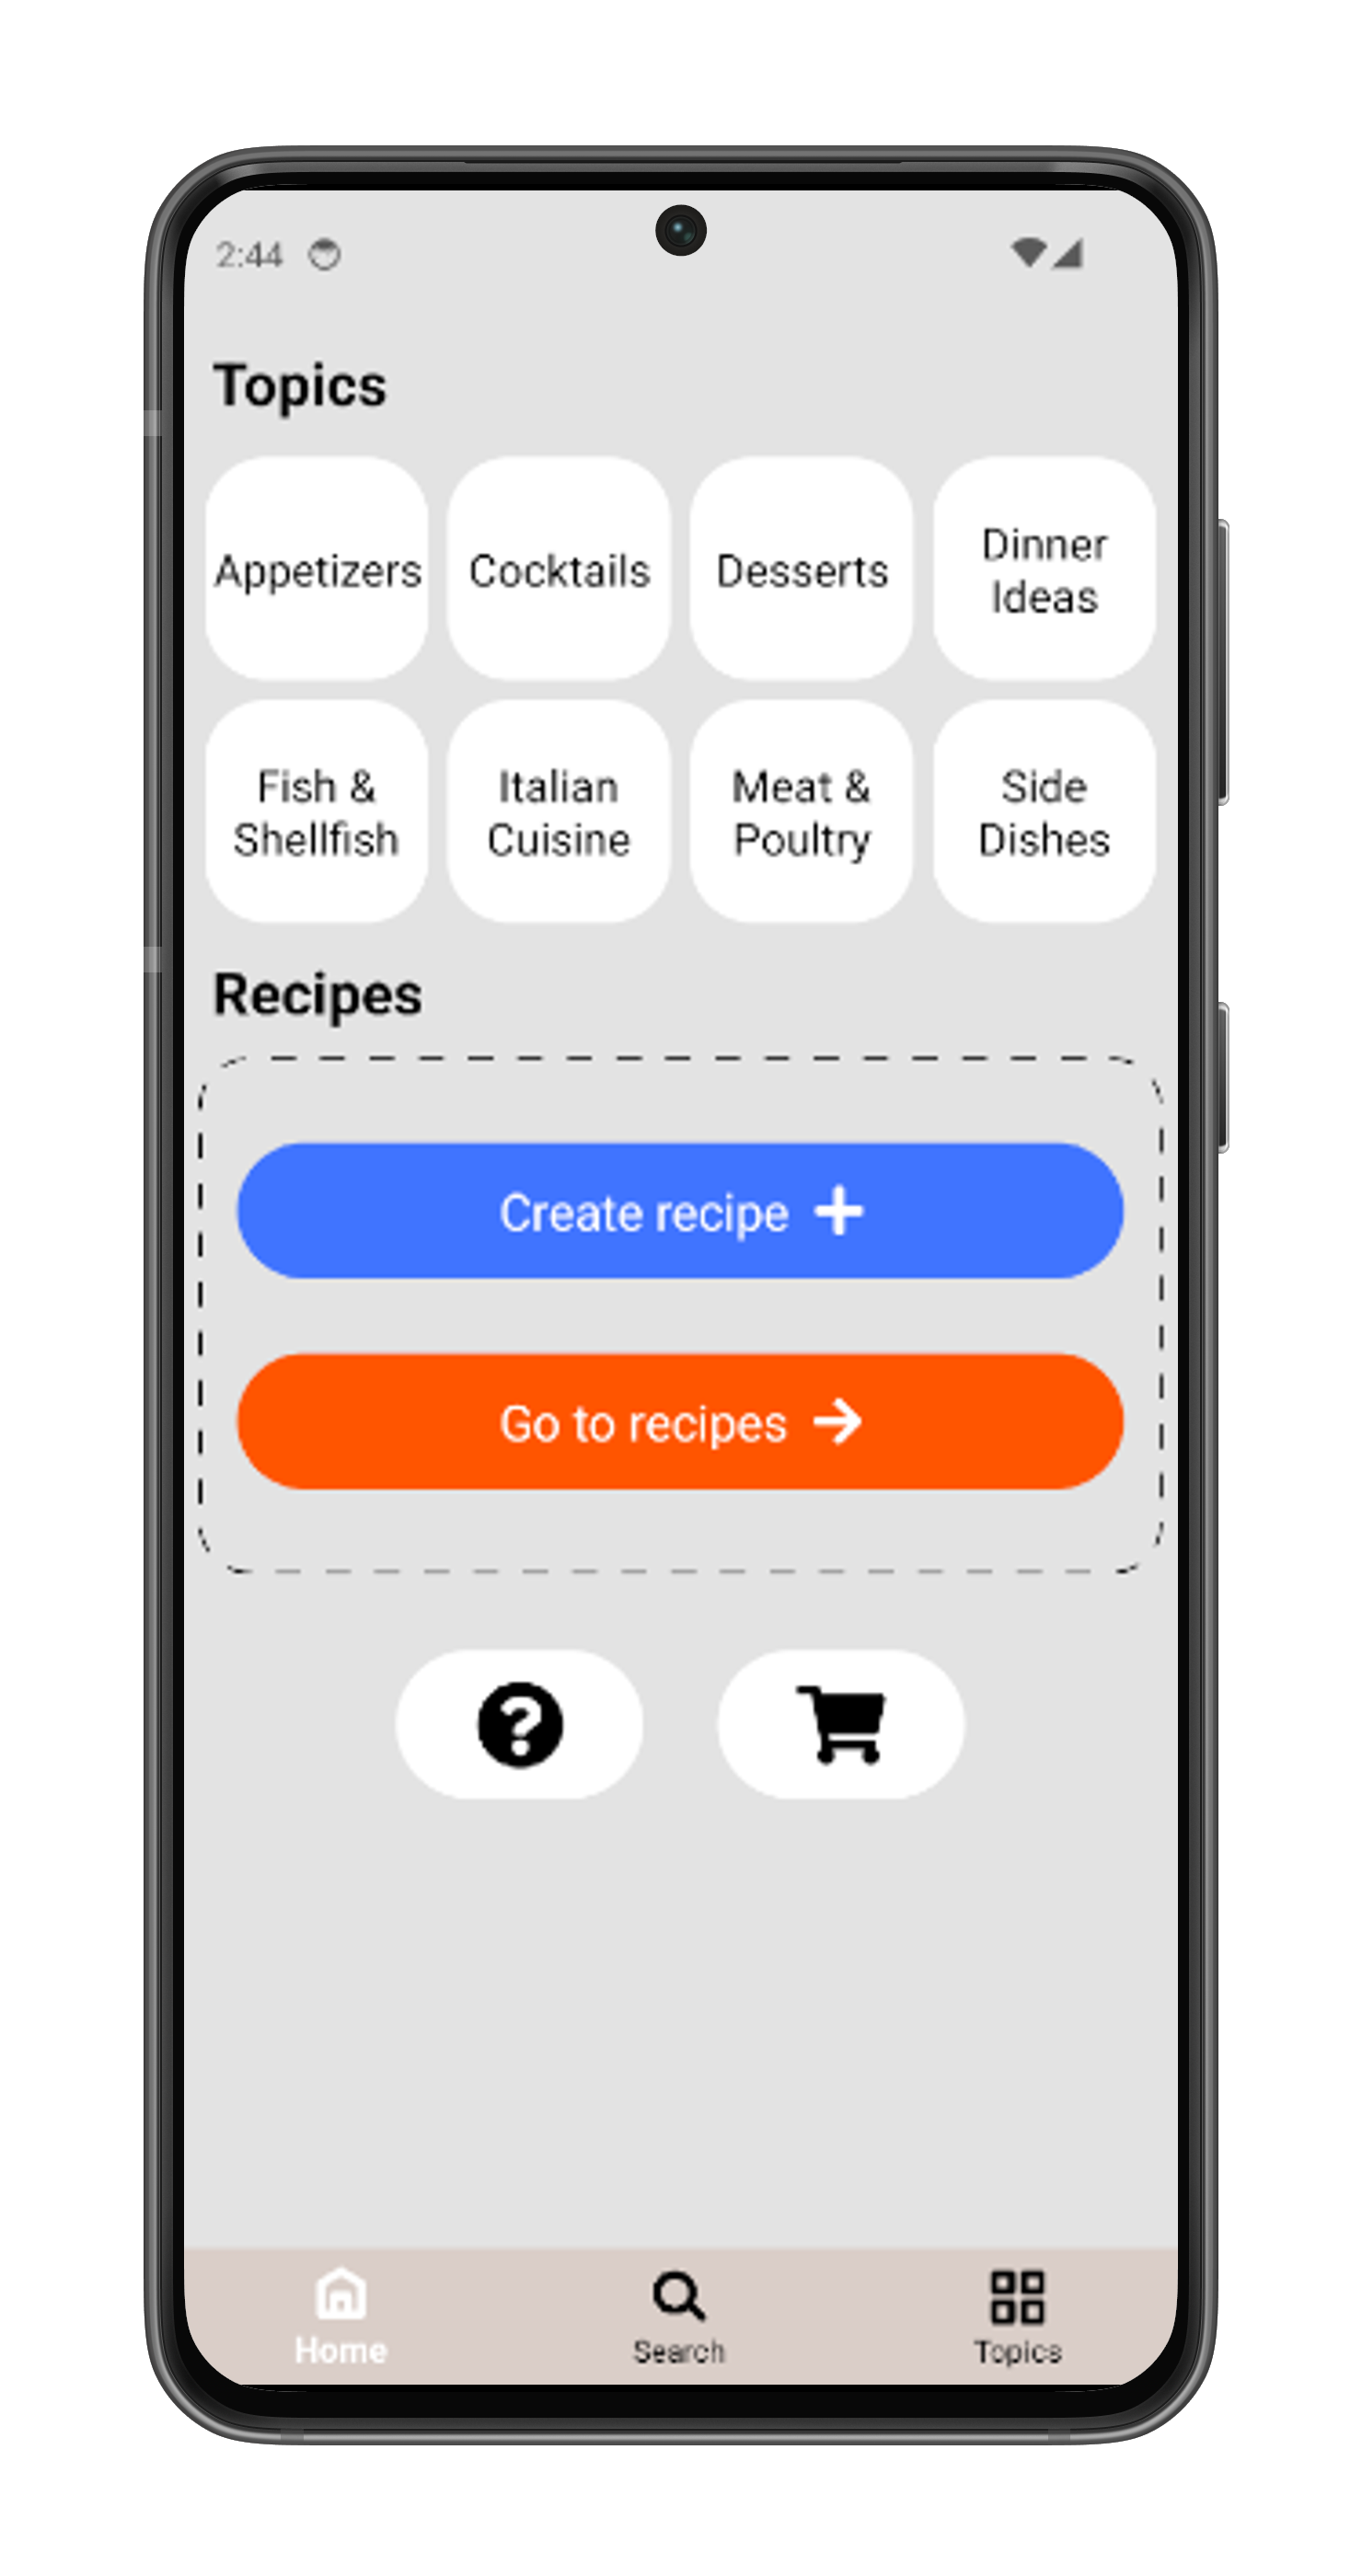 2:44
Topics
Appetizers
Cocktails
Desserts
Dinner
Ideas
Fish &
Shellfish
Italian
Cuisine
Meat &
Poultry
Side
Dishes
Recipes
Create recipe
Go to recipes
Home
Search
Topics